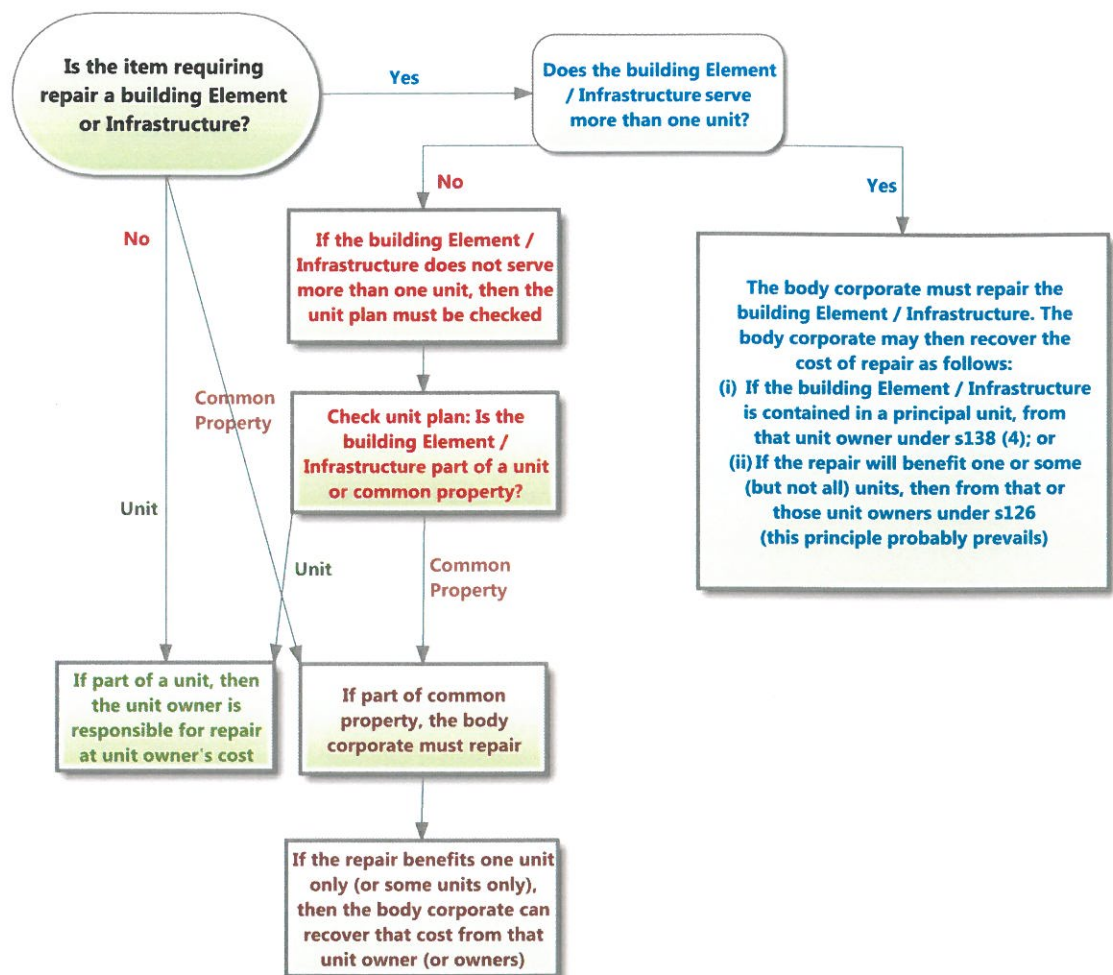 Is the item requiring
repair a building Element
or Infrastructure?
Yes
Does the building Element
/ Infrastructure serve
more than one unit?
No
Yes
No
If the building Element /
Infrastructure does not serve
more than one unit, then the
unit plan must be checked
The body corporate must repair the
building Element / Infrastructure. The
body corporate may then recover the
cost of repair as follows:
(i) If the building Element / Infrastructure
is contained in a principal unit, from
that unit owner under s138 (4); or
(ii) If the repair will benefit one or some
(but not all) units, then from that or
those unit owners under s126
(this principle probably prevails)
Common
Property
Check unit plan: Is the
building Element /
Infrastructure part of a unit
or common property?
Unit
Unit
Common
Property
If part of a unit, then
the unit owner is
responsible for repair
at unit owner's cost
If part of common
property, the body
corporate must repair
If the repair benefits one unit
only (or some units only),
then the body corporate can
recover that cost from that
unit owner (or owners)